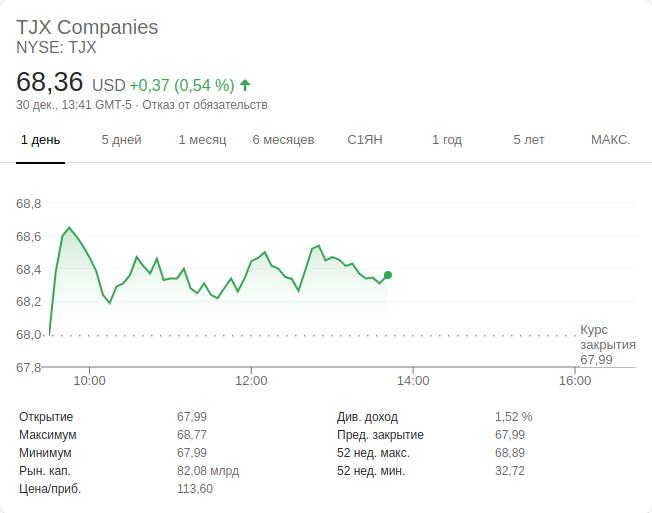 TJX Companies
NYSE: TJX
68,36 USD +0,37 (0,54 %)
30 дек., 13:41 GMT-5 · Отказ от обязательств
1 день 5 дней 1 месяц 6 месяцев С1ЯН 1 год 5 лет МАКС.
68,8
68,6
68,4
68,2
68,0
67,8
Курс
закрытия
67,99
10:00 12:00 14:00 16:00
Открытие 67,99 Див. доход 1,52 %
Максимум 68,77 Пред. закрытие 67,99
Минимум 67,99 52 нед. макс. 68,89
Рын. кап. 82,08 млрд 52 нед. мин. 32,72
Цена/приб. 113,60